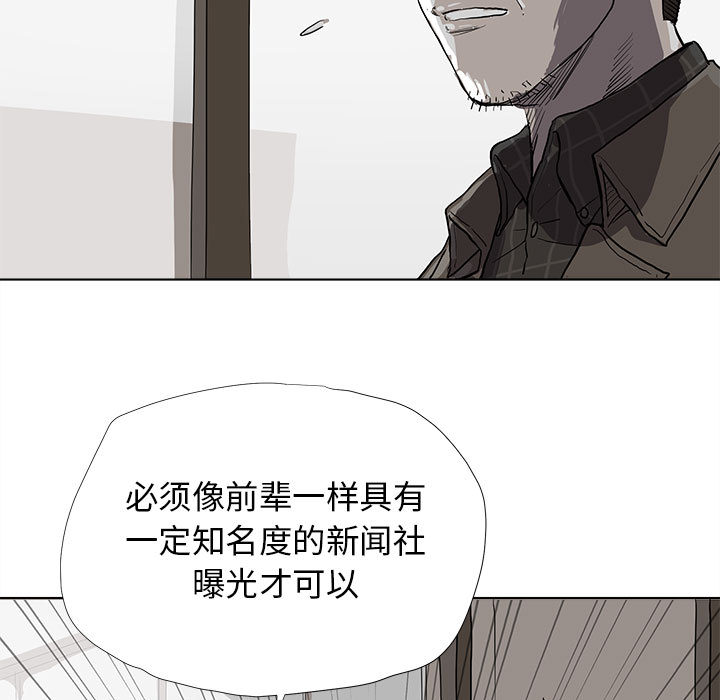 必须像前辈一样具有
一定知名度的新闻社
曝光才可以